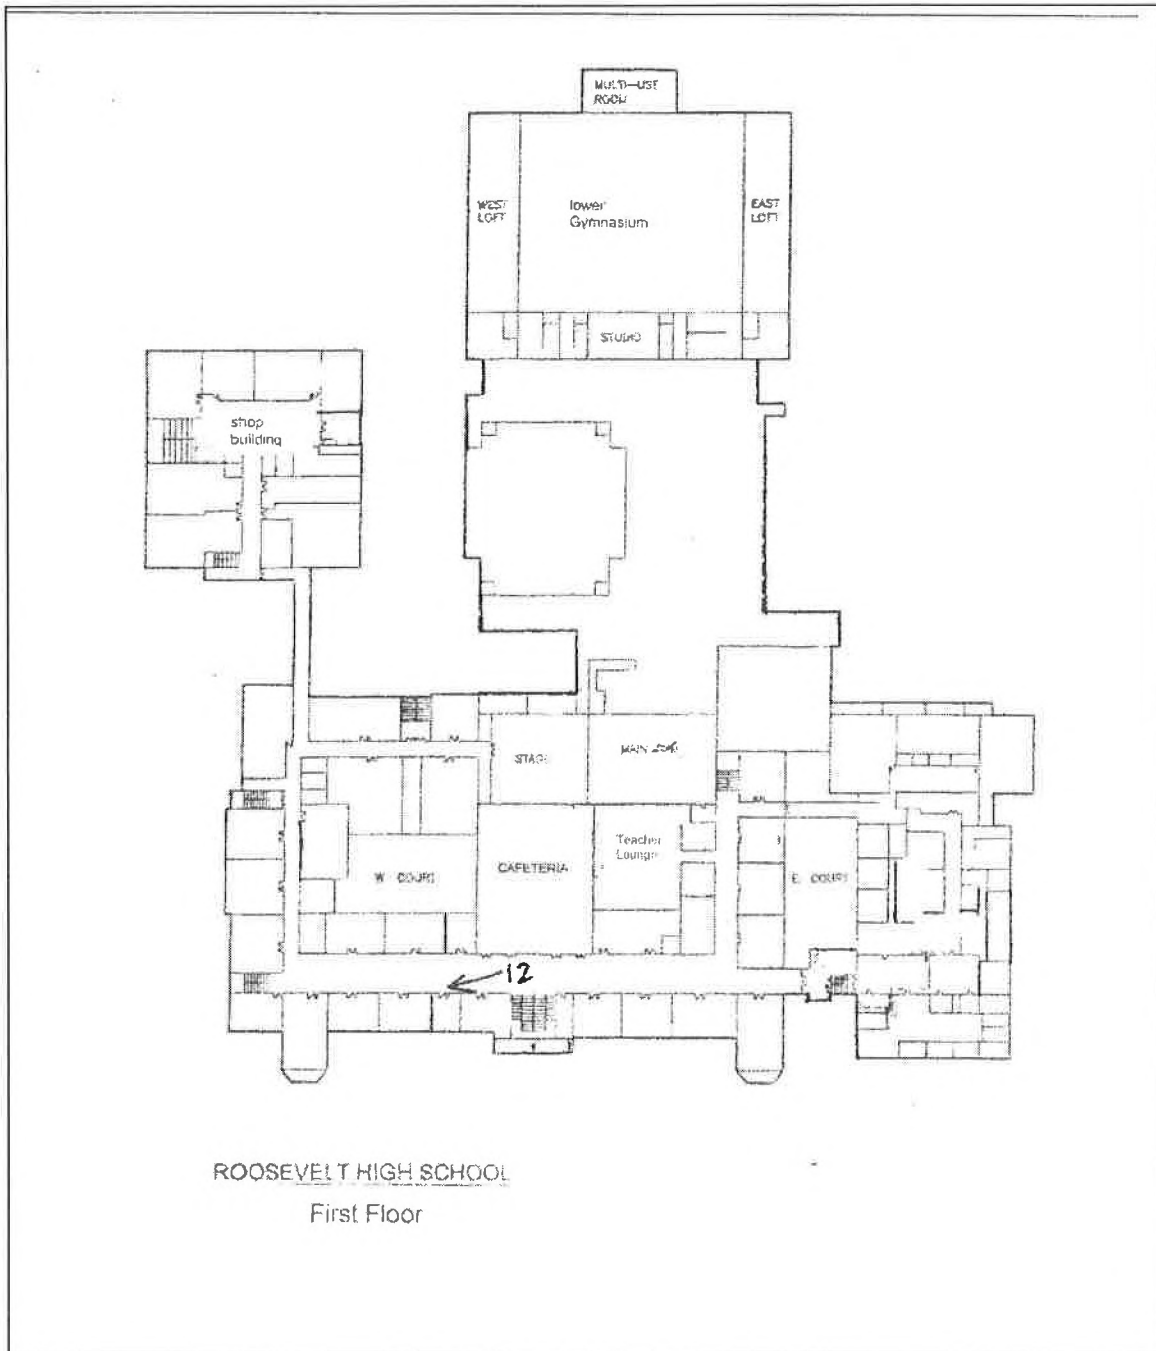 MULTI-USE
ROOM
WEST
LOFT
lower
Gymnasium
EAST
LOFT
STUDIO
shop
building
STAGE
MAIN
Teacher
Lounge
CAFETERIA
W. COURT
E. COURT
12
ROOSEVELT HIGH SCHOOL
First Floor